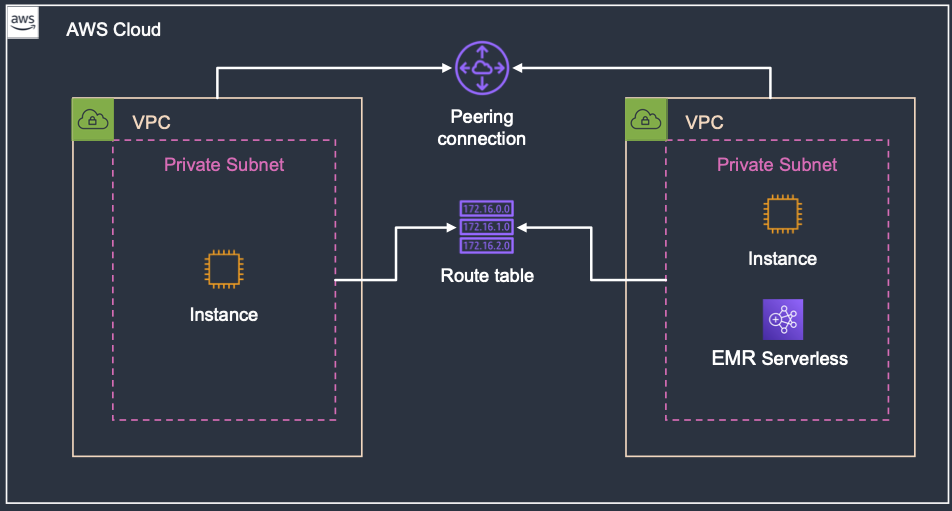 aws
AWS Cloud
Peering
connection
VPC
Private Subnet
Instance
172.16.0.0
172.16.1.0
172.16.2.0
Route table
VPC
Private Subnet
Instance
EMR Serverless